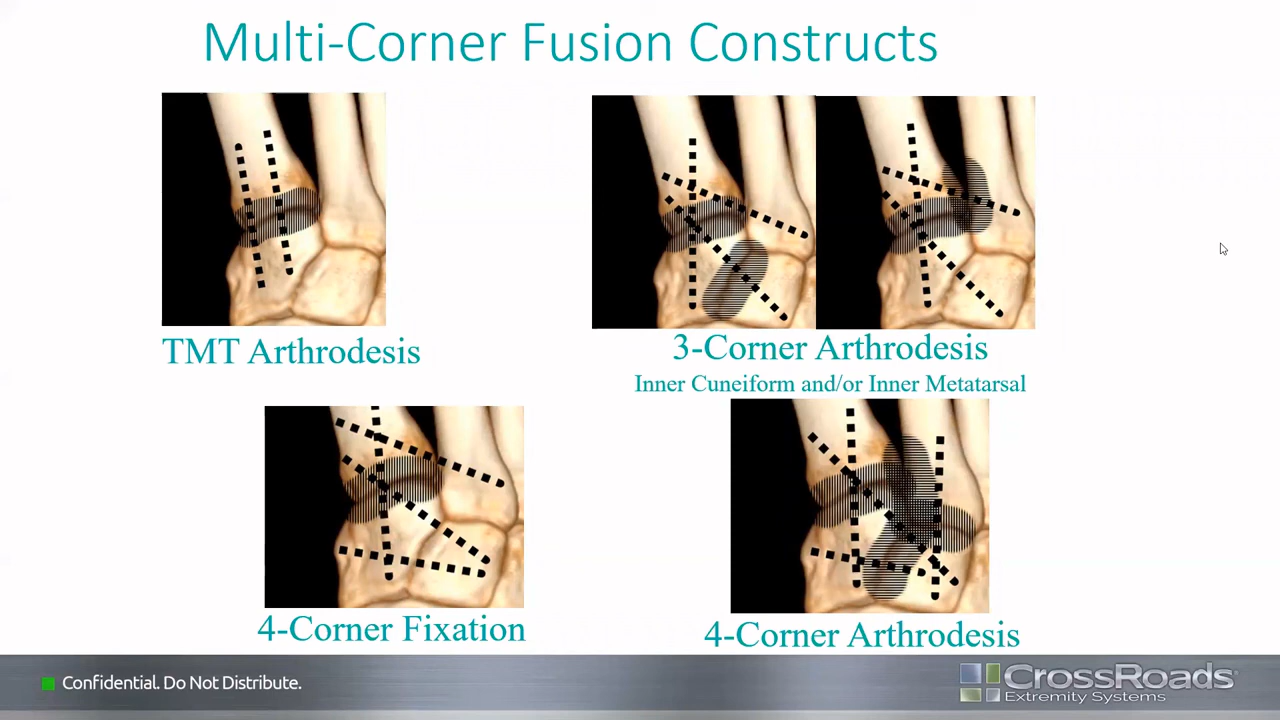 Multi-Corner Fusion Constructs
TMT Arthrodesis
3-Corner Arthrodesis
Inner Cuneiform and/or Inner Metatarsal
4-Corner Fixation
4-Corner Arthrodesis
Confidential. Do Not Distribute.
CrossRoads
Extremity Systems